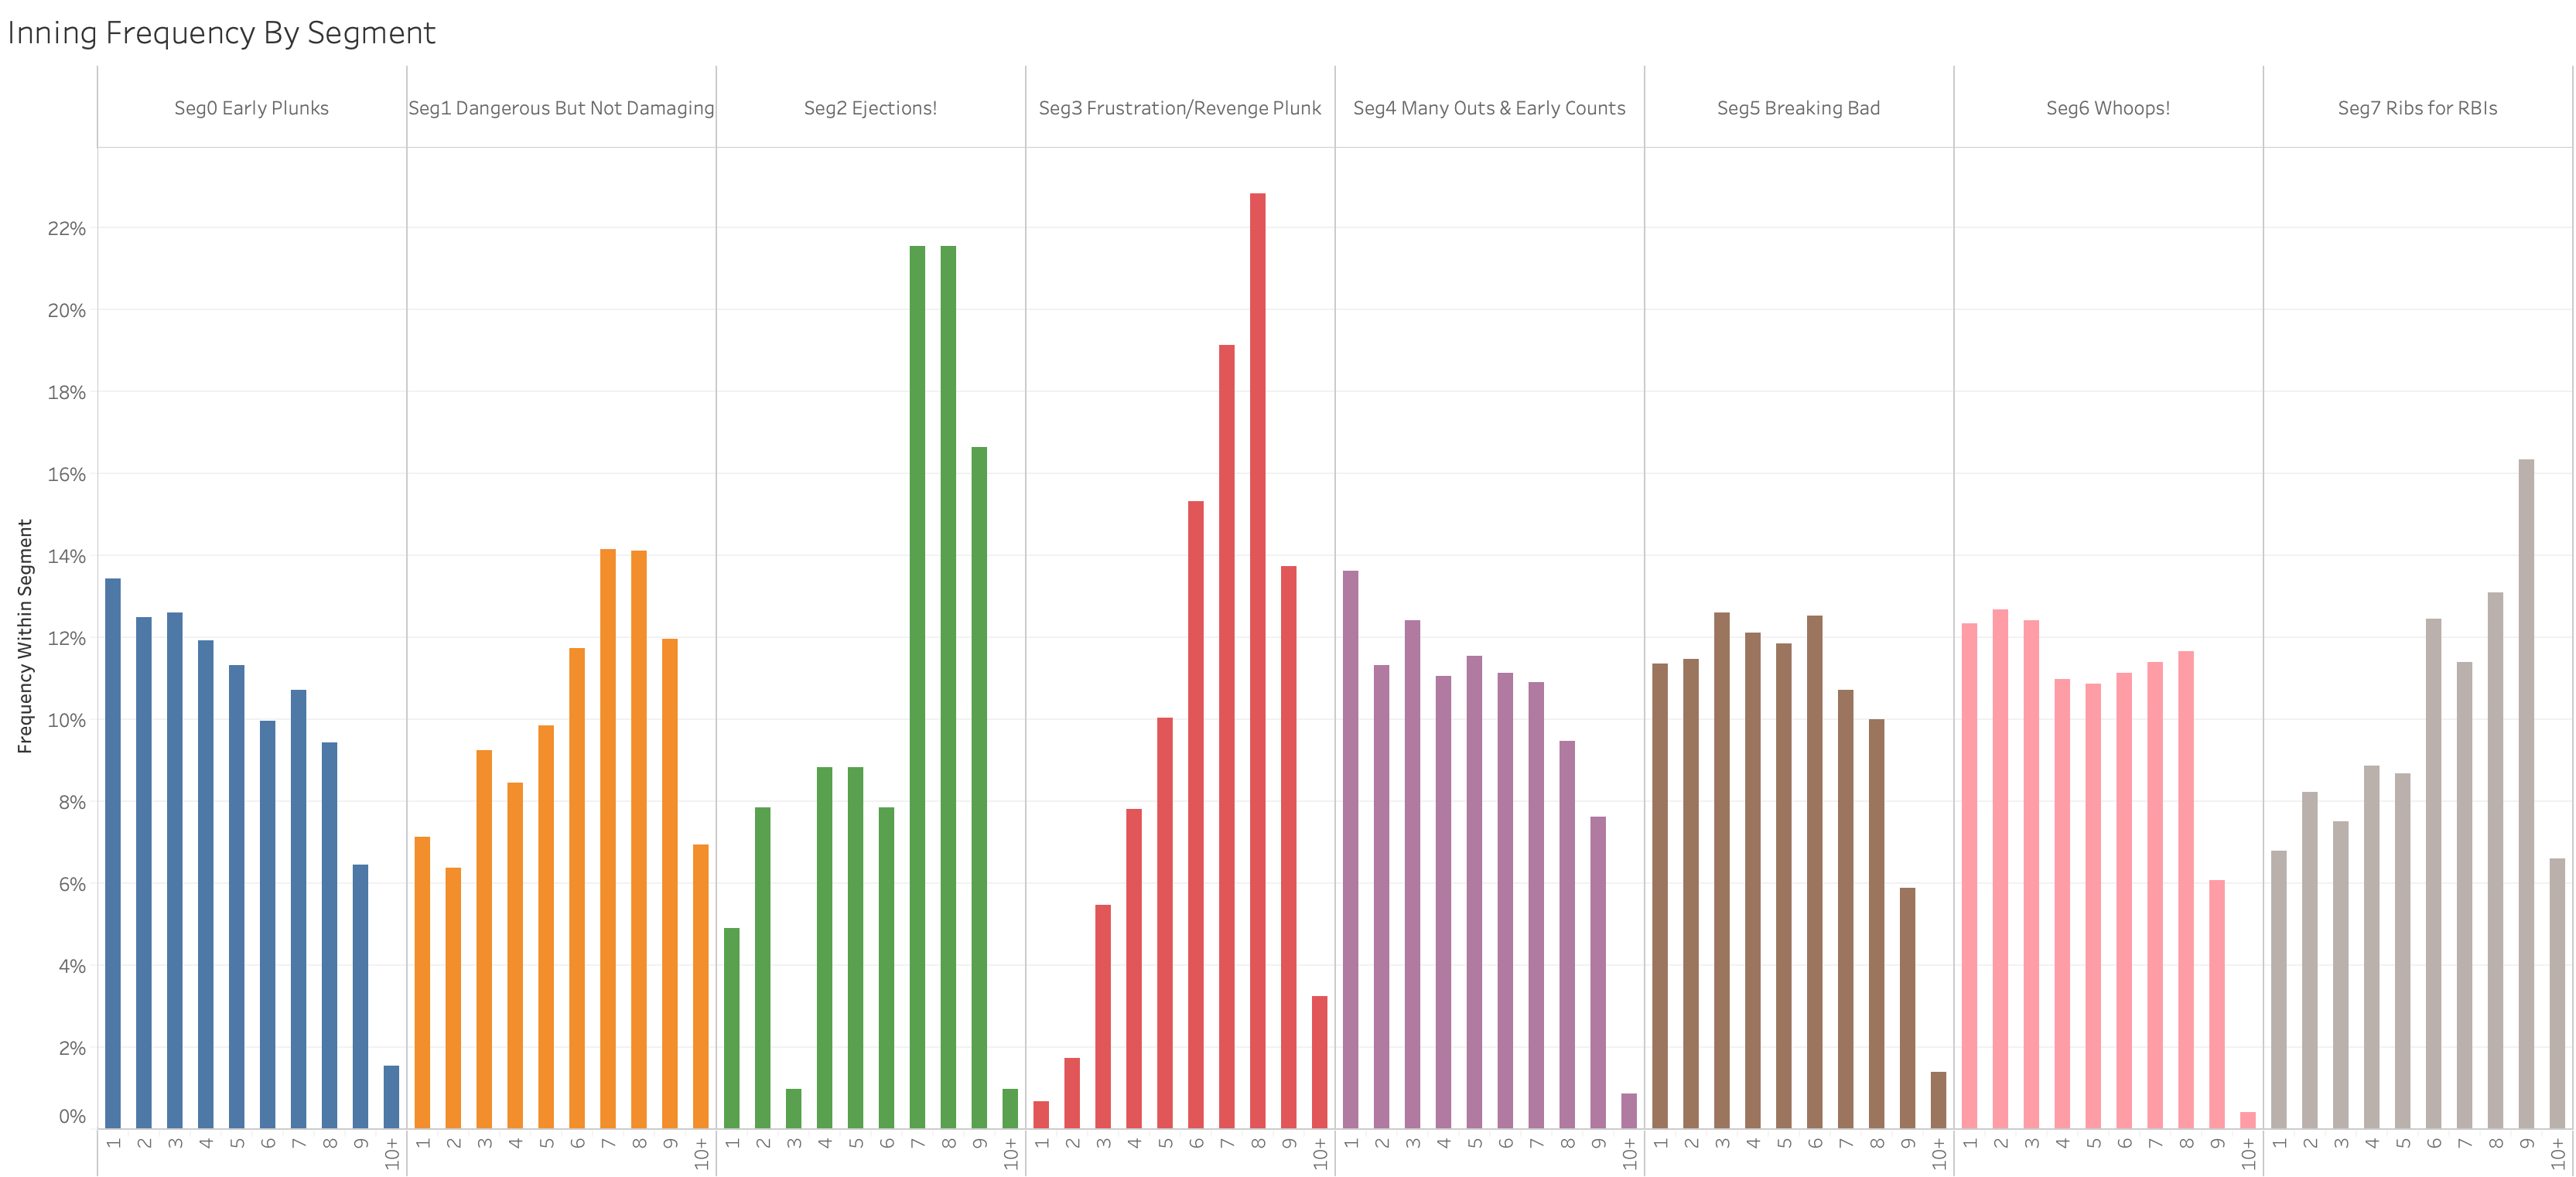 Inning Frequency By Segment
Seg0 Early Plunks
Seg1 Dangerous But Not Damaging
Seg2 Ejections!
Seg3 Frustration/Revenge Plunk
Seg4 Many Outs & Early Counts
Seg5 Breaking Bad
Seg6 Whoops!
Seg7 Ribs for RBIs
Frequency Within Segment
22%
20%
18%
16%
14%
12%
10%
8%
6%
4%
2%
0%
1 2 3 4 5 6 7 8 9 10+ 1 2 3 4 5 6 7 8 9 10+ 1 2 3 4 5 6 7 8 9 10+ 1 2 3 4 5 6 7 8 9 10+ 1 2 3 4 5 6 7 8 9 10+ 1 2 3 4 5 6 7 8 9 10+ 1 2 3 4 5 6 7 8 9 10+ 1 2 3 4 5 6 7 8 9 10+